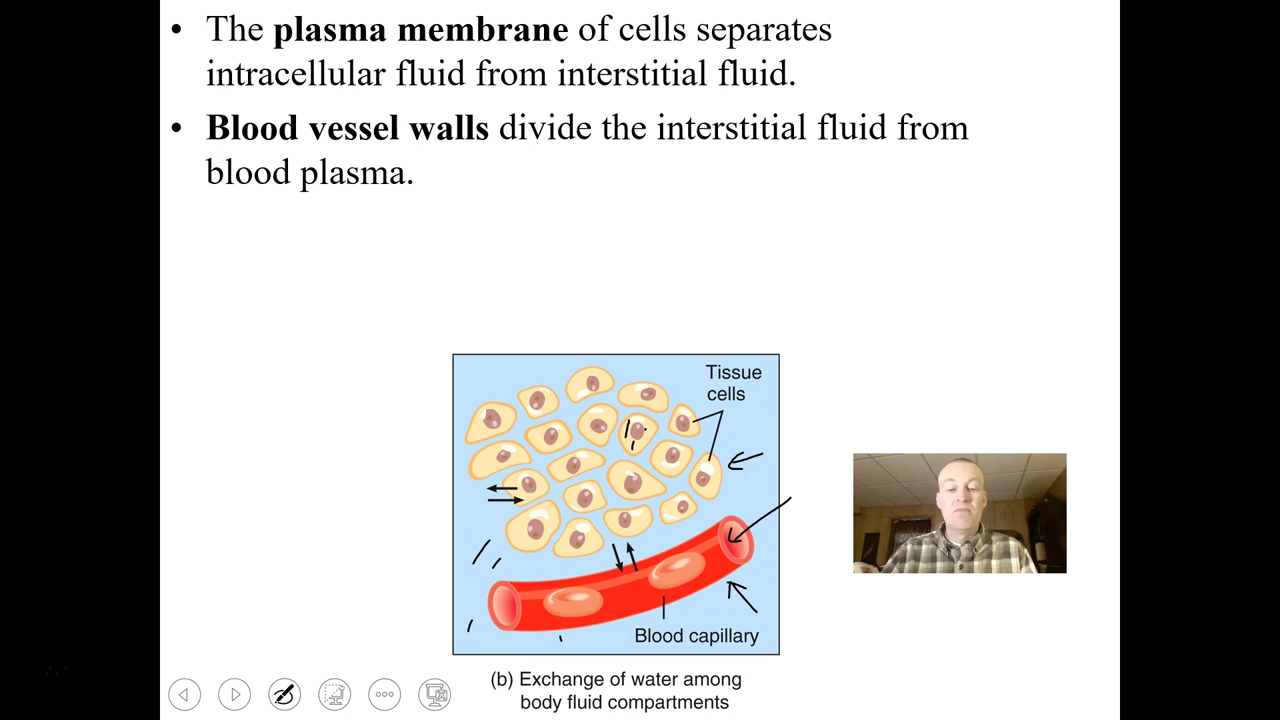 • The plasma membrane of cells separates
intracellular fluid from interstitial fluid.
• Blood vessel walls divide the interstitial fluid from
blood plasma.
Tissue
cells
Blood capillary
(b) Exchange of water among
body fluid compartments